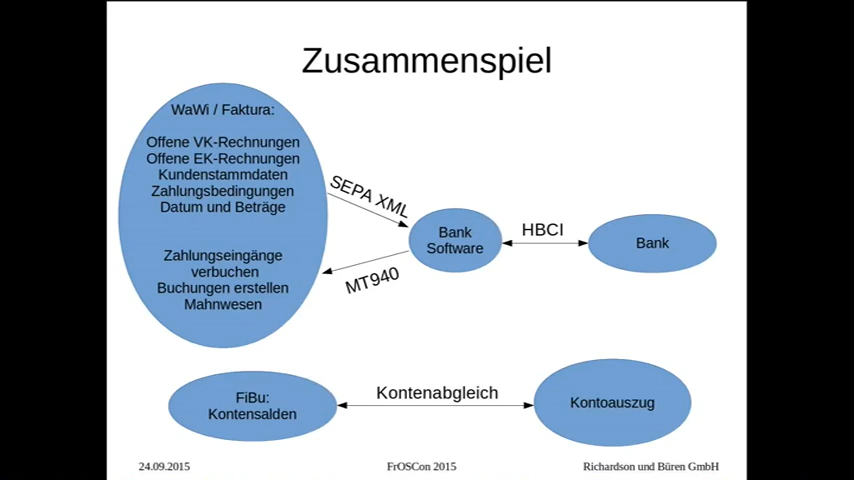 Zusammenspiel
WaWi / Faktura:
Offene VK-Rechnungen
Offene EK-Rechnungen
Kundenstammdaten
Zahlungsbedingungen
Datum und Beträge
Zahlungseingänge
verbuchen
Buchungen erstellen
Mahnwesen
SEPA XML
MT940
Bank
Software
HBCI
Bank
FiBu:
Kontensalden
Kontenabgleich
Kontoauszug
24.09.2015
FrOSCon 2015
Richardson und Büren GmbH